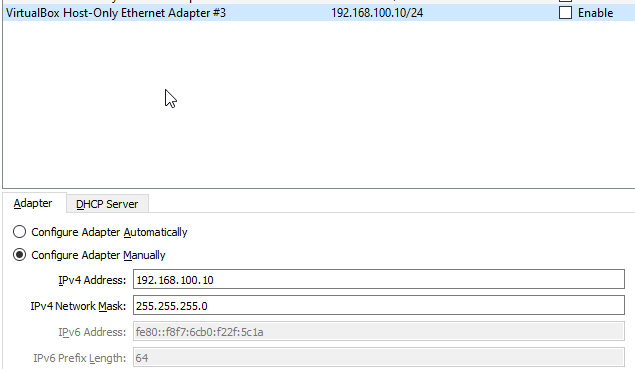 VirtualBox Host-Only Ethernet Adapter #3 192.168.100.10/24 Enable
Adapter DHCP Server
Configure Adapter Automatically
Configure Adapter Manually
IPv4 Address: 192.168.100.10
IPv4 Network Mask: 255.255.255.0
IPv6 Address: fe80::f8f7:6cb0:f22f:5c1a
IPv6 Prefix Length: 64